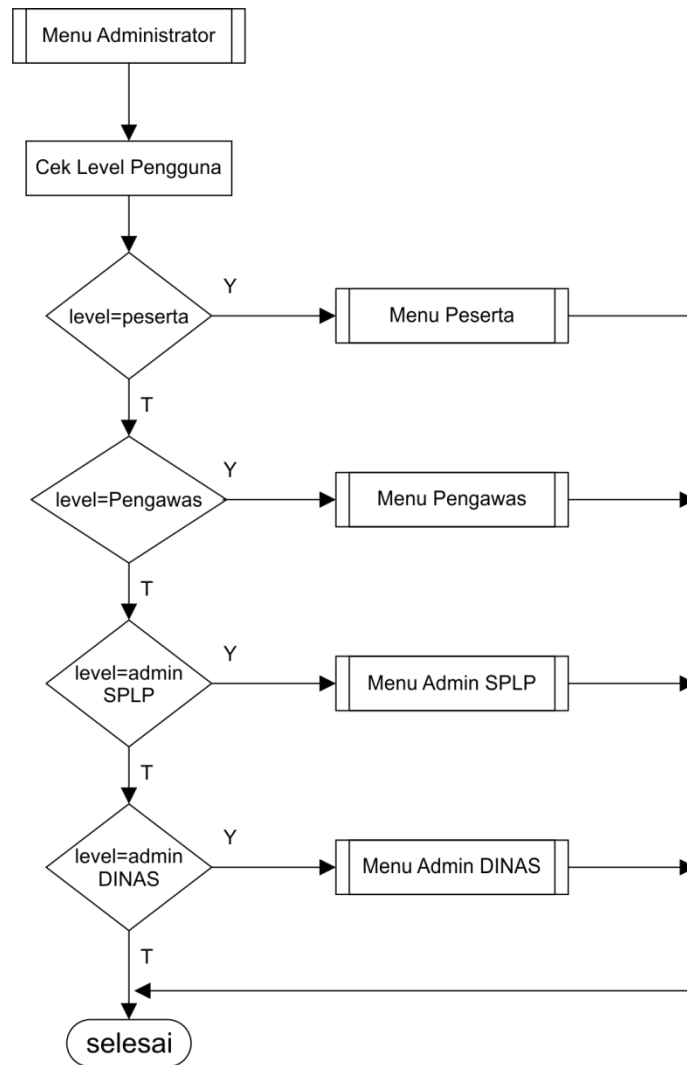 Menu Administrator
Cek Level Pengguna
level=peserta
Y
Menu Peserta
T
level=Pengawas
Y
Menu Pengawas
T
level=admin
SPLP
Y
Menu Admin SPLP
T
level=admin
DINAS
Y
Menu Admin DINAS
T
selesai